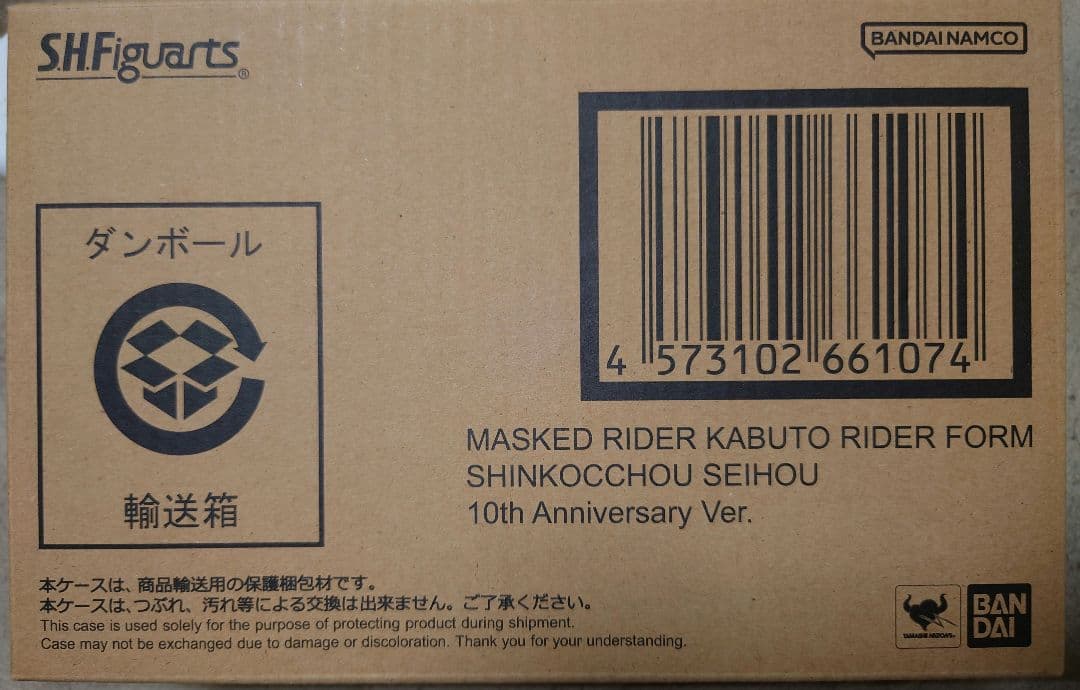 S.H.Figuarts®
BANDAI NAMCO
ダンボール
輸送箱
4 573102 661074
MASKED RIDER KABUTO RIDER FORM
SHINKOCCHOU SEIHOU
10th Anniversary Ver.
本ケースは、商品輸送用の保護梱包材です。
本ケースは、つぶれ、汚れ等による交換は出来ません。ご了承ください。
This case is used solely for the purpose of protecting product during shipment.
Case may not be exchanged due to damage or discoloration. Thank you for your understanding.
TAMASHII NATIONS
BAN
DAI